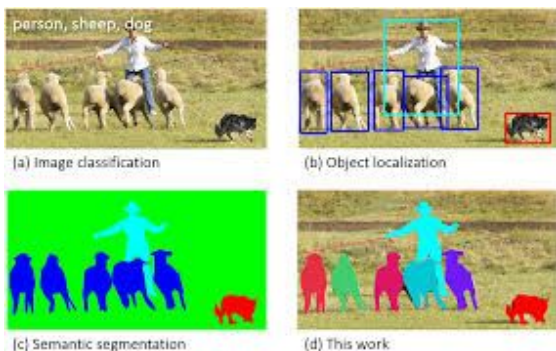 person, sheep, dog
(a) Image classification
(b) Object localization
(c) Semantic segmentation
(d) This work